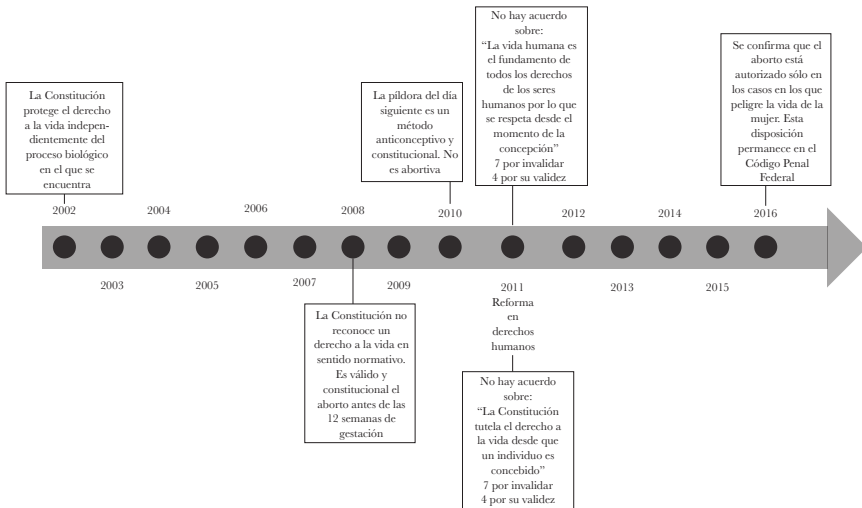 No hay acuerdo
sobre:
“La vida humana es
el fundamento de
todos los derechos
de los seres
humanos por lo que
se respeta desde el
momento de la
concepción”
7 por invalidar
4 por su validez
Se confirma que el
aborto está
autorizado sólo en
los casos en los que
peligre la vida de la
mujer. Esta
disposición
permanece en el
Código Penal
Federal
La Constitución
protege el derecho
a la vida indepen-
dientemente del
proceso biológico
en el que se
encuentra
La píldora del día
siguiente es un
método
anticonceptivo y
constitucional. No
es abortiva
2002 2004 2006 2008 2010 2012 2014 2016
2003 2005 2007 2009 2011 2013 2015
Reforma
en
derechos
humanos
La Constitución no
reconoce un
derecho a la vida en
sentido normativo.
Es válido y
constitucional el
aborto antes de las
12 semanas de
gestación
No hay acuerdo
sobre:
“La Constitución
tutela el derecho a
la vida desde que
un individuo es
concebido”
7 por invalidar
4 por su validez